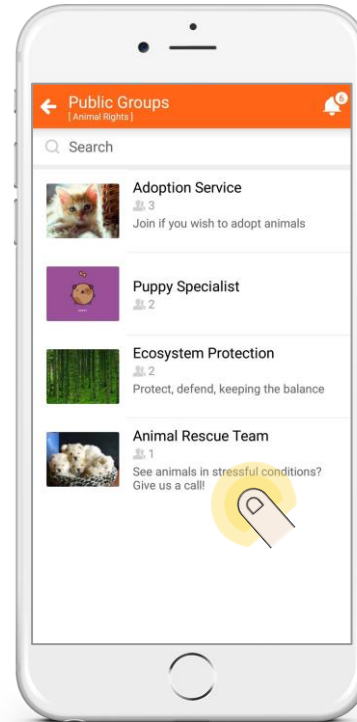 Public Groups
6
[ Animal Rights ]
Search
Adoption Service
3
Join if you wish to adopt animals
Puppy Specialist
2
Ecosystem Protection
2
Protect, defend, keeping the balance
Animal Rescue Team
1
See animals in stressful conditions?
Give us a call!